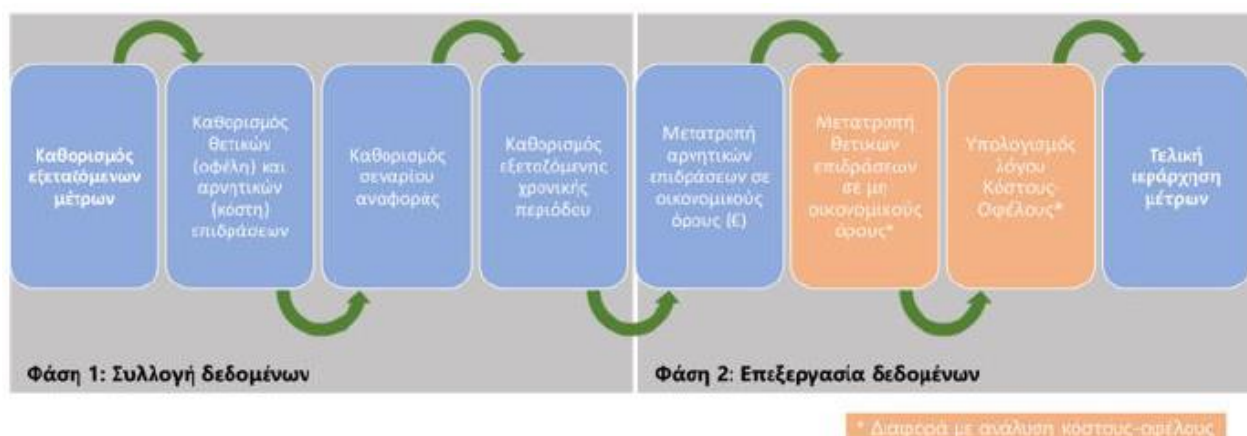 Καθορισμός
εξεταζόμενων
μέτρων
Καθορισμός
θετικών
(οφέλη) και
αρνητικών
(κόστη)
επιδράσεων
Καθορισμός
σεναρίου
αναφοράς
Καθορισμός
εξεταζόμενης
χρονικής
περιόδου
Μετατροπή
αρνητικών
επιδράσεων σε
οικονομικούς
όρους (€)
Μετατροπή
θετικών
επιδράσεων
σε μη
οικονομικούς
όρους*
Υπολογισμός
λόγου
Κόστους-
Οφέλους*
Τελική
ιεράρχηση
μέτρων
Φάση 1: Συλλογή δεδομένων
Φάση 2: Επεξεργασία δεδομένων
* Διαφορά με ανάλυση κόστους-οφέλους